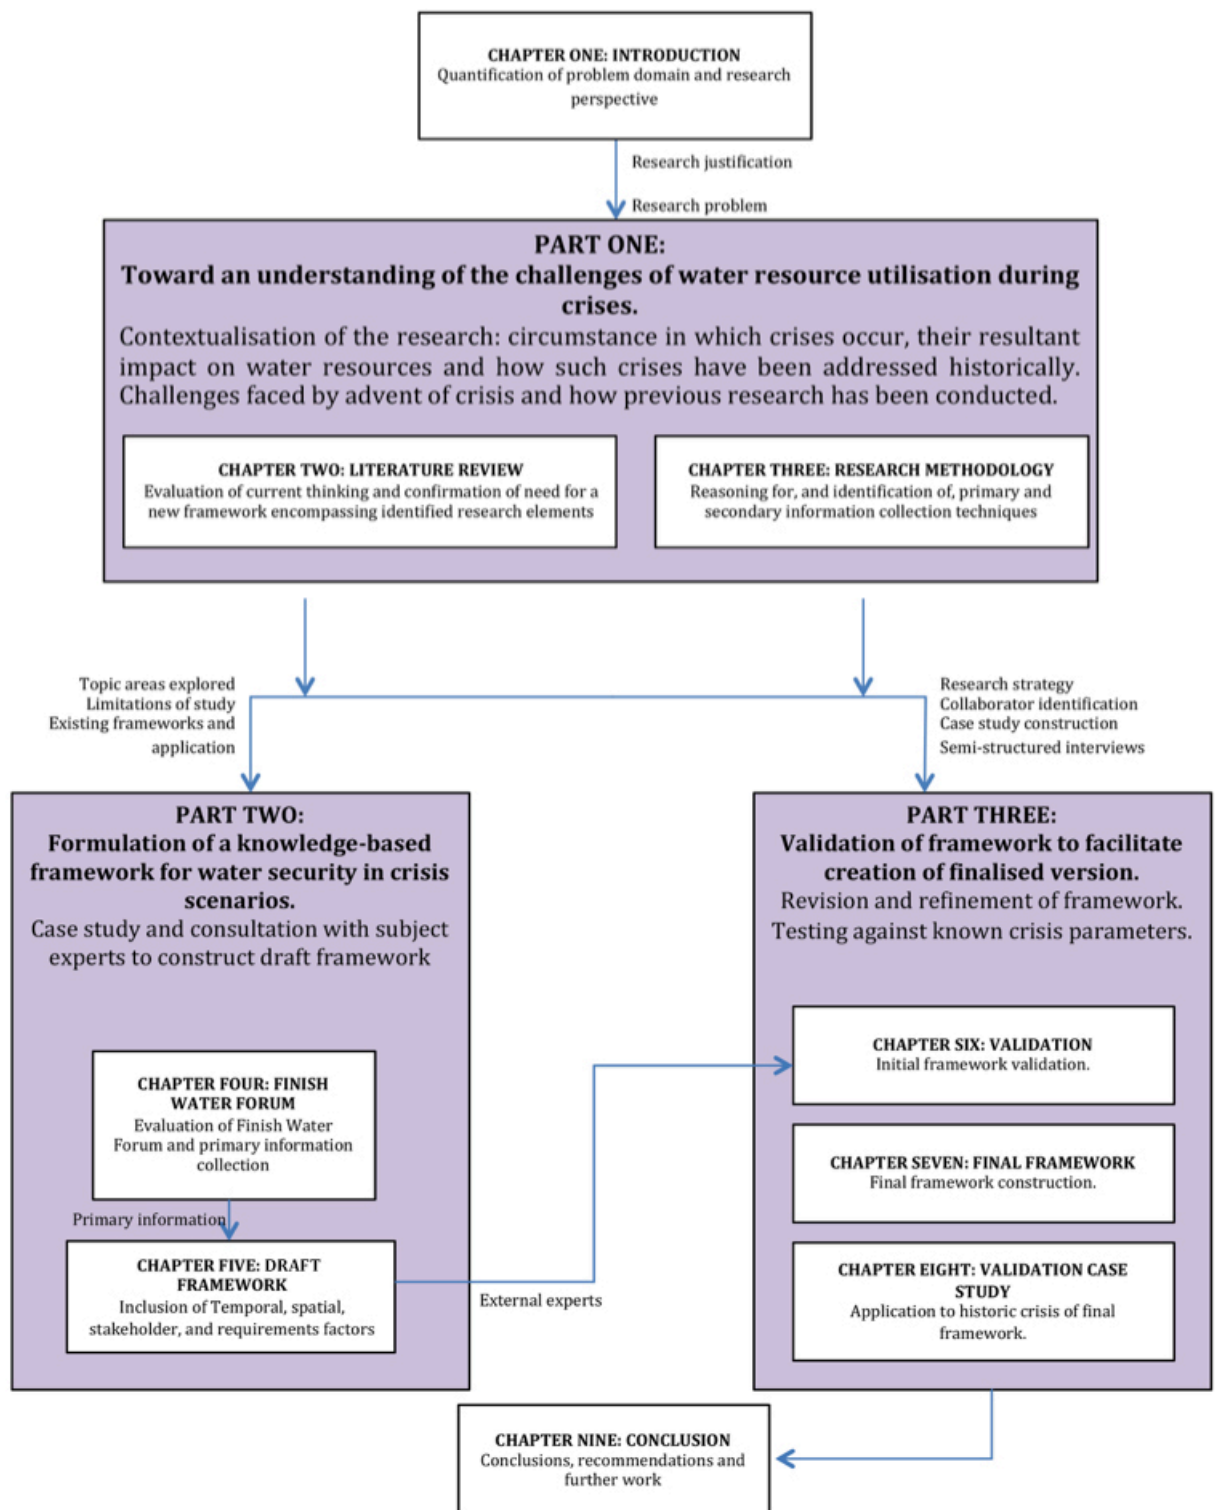 CHAPTER ONE: INTRODUCTION
Quantification of problem domain and research
perspective
Research justification
Research problem
PART ONE:
Toward an understanding of the challenges of water resource utilisation during
crises.
Contextualisation of the research: circumstance in which crises occur, their resultant
impact on water resources and how such crises have been addressed historically.
Challenges faced by advent of crisis and how previous research has been conducted.
CHAPTER TWO: LITERATURE REVIEW
Evaluation of current thinking and confirmation of need for a
new framework encompassing identified research elements
CHAPTER THREE: RESEARCH METHODOLOGY
Reasoning for, and identification of, primary and
secondary information collection techniques
Topic areas explored
Limitations of study
Existing frameworks and
application
Research strategy
Collaborator identification
Case study construction
Semi-structured interviews
PART TWO:
Formulation of a knowledge-based
framework for water security in crisis
scenarios.
Case study and consultation with subject
experts to construct draft framework
CHAPTER FOUR: FINISH
WATER FORUM
Evaluation of Finish Water
Forum and primary information
collection
Primary information
CHAPTER FIVE: DRAFT
FRAMEWORK
Inclusion of Temporal, spatial,
stakeholder, and requirements factors
External experts
PART THREE:
Validation of framework to facilitate
creation of finalised version.
Revision and refinement of framework.
Testing against known crisis parameters.
CHAPTER SIX: VALIDATION
Initial framework validation.
CHAPTER SEVEN: FINAL FRAMEWORK
Final framework construction.
CHAPTER EIGHT: VALIDATION CASE
STUDY
Application to historic crisis of final
framework.
CHAPTER NINE: CONCLUSION
Conclusions, recommendations and
further work